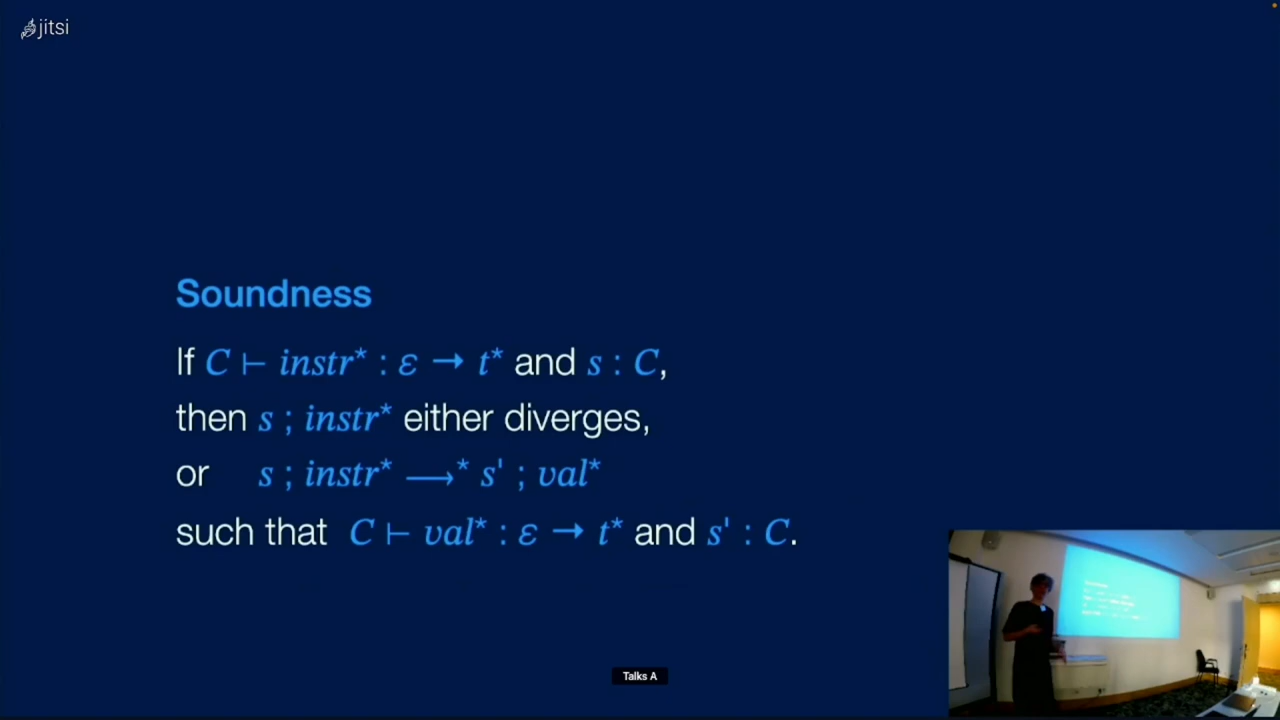 jitsi
Soundness
If C ⊢ instr* : ε → t* and s : C,
then s ; instr* either diverges,
or s ; instr* ⟶* s' ; val*
such that C ⊢ val* : ε → t* and s' : C.
Talks A